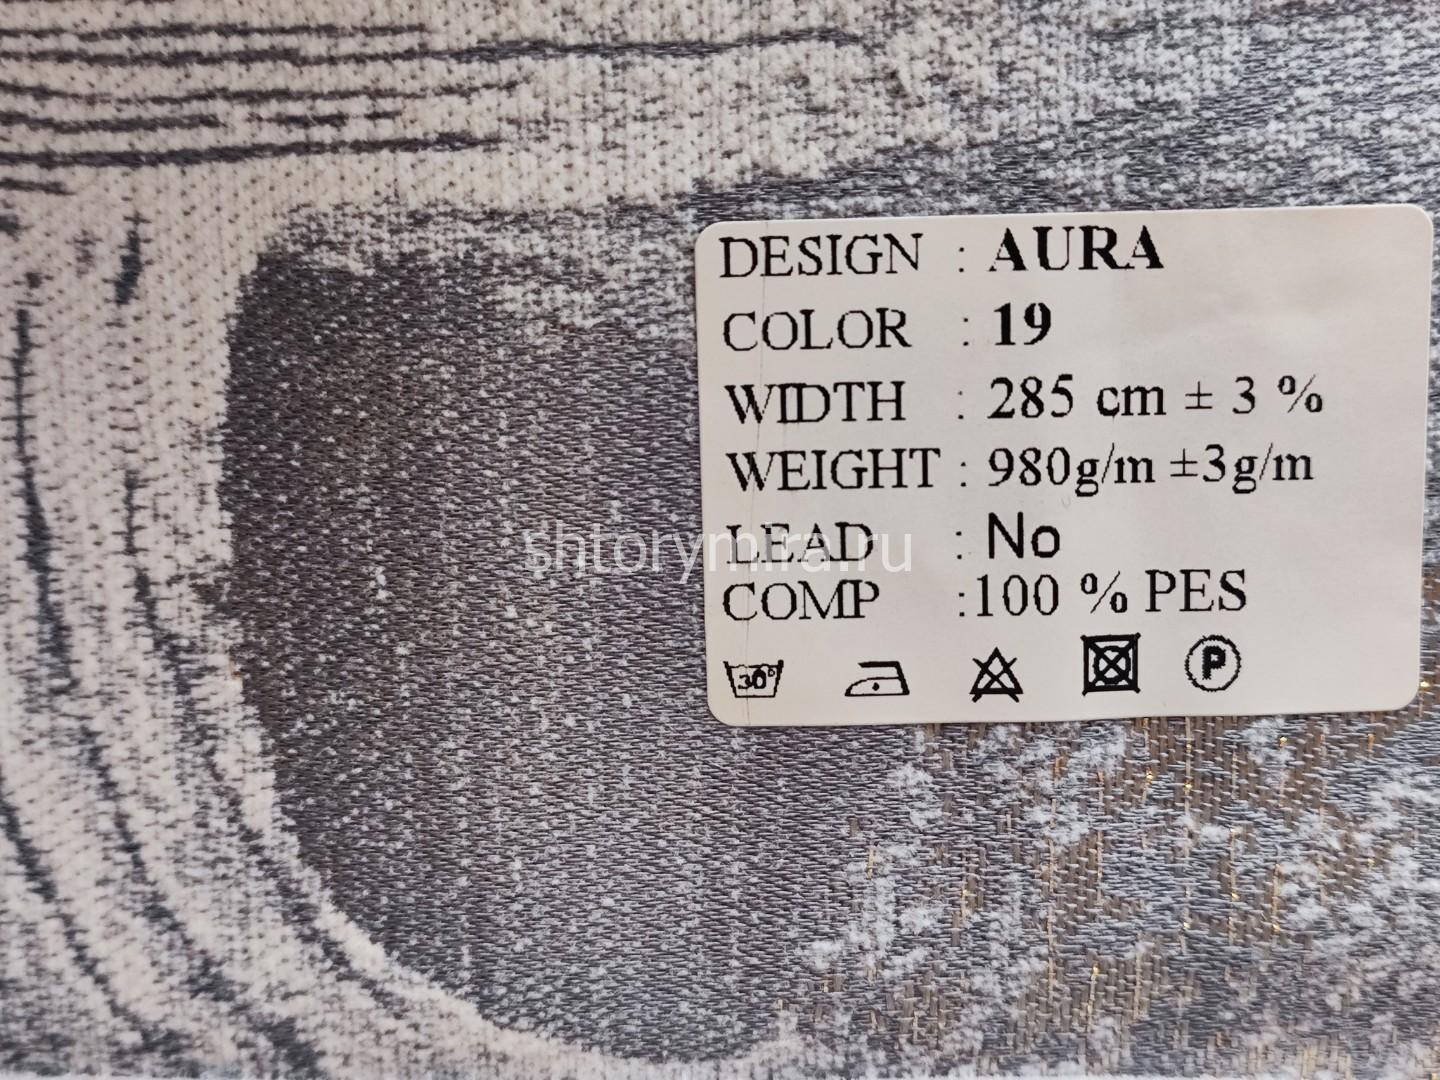 DESIGN : AURA
COLOR : 19
WIDTH : 285 cm ± 3 %
WEIGHT : 980g/m ±3g/m
LEAD : No
shtorymira.ru
COMP :100 % PES
30° P